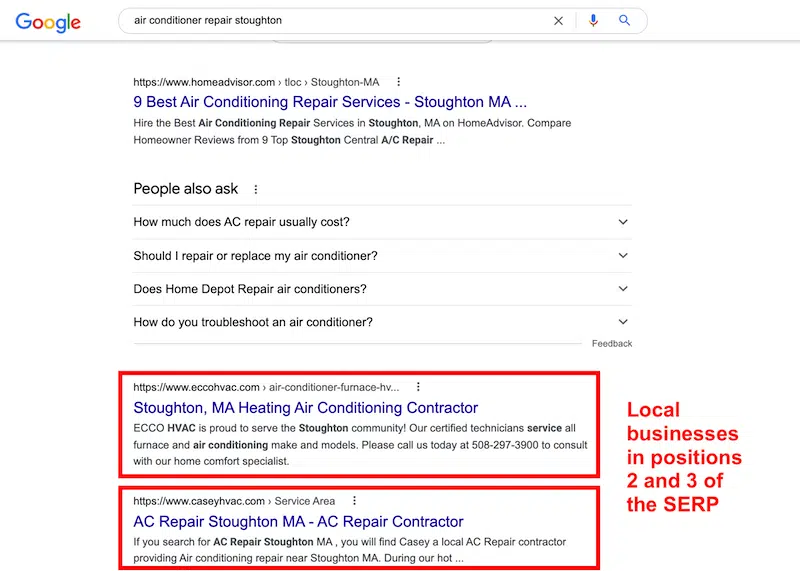 Google
air conditioner repair stoughton
https://www.homeadvisor.com › tloc › Stoughton-MA
9 Best Air Conditioning Repair Services - Stoughton MA ...
Hire the Best Air Conditioning Repair Services in Stoughton, MA on HomeAdvisor. Compare
Homeowner Reviews from 9 Top Stoughton Central A/C Repair ...
People also ask
How much does AC repair usually cost?
Should I repair or replace my air conditioner?
Does Home Depot Repair air conditioners?
How do you troubleshoot an air conditioner?
Feedback
https://www.eccohvac.com › air-conditioner-furnace-hv...
Stoughton, MA Heating Air Conditioning Contractor
ECCO HVAC is proud to serve the Stoughton community! Our certified technicians service all
furnace and air conditioning make and models. Please call us today at 508-297-3900 to consult
with our home comfort specialist.
https://www.caseyhvac.com › Service Area
AC Repair Stoughton MA - AC Repair Contractor
If you search for AC Repair Stoughton MA , you will find Casey a local AC Repair contractor
providing Air conditioning repair near Stoughton MA. During our hot ...
Local
businesses
in positions
2 and 3 of
the SERP